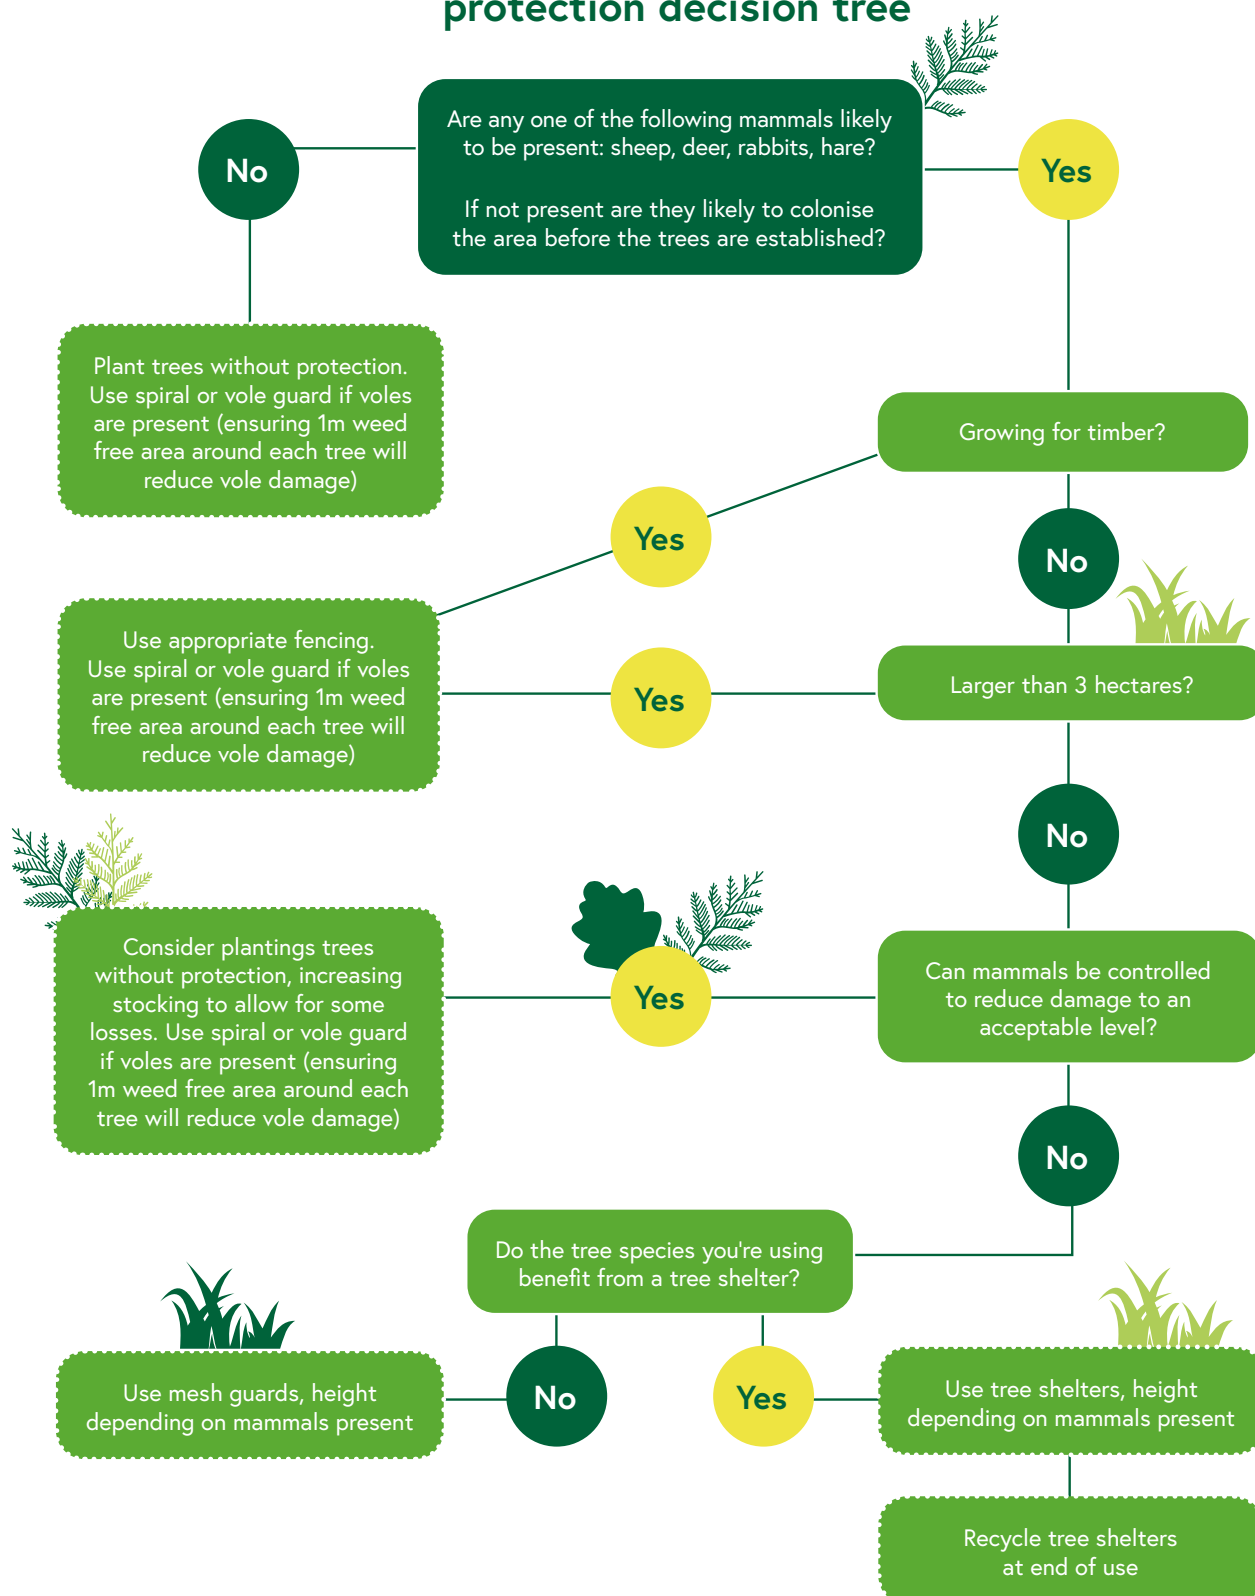 protection decision tree
Are any one of the following mammals likely
to be present: sheep, deer, rabbits, hare?
If not present are they likely to colonise
the area before the trees are established?
No
Yes
Plant trees without protection.
Use spiral or vole guard if voles
are present (ensuring 1m weed
free area around each tree will
reduce vole damage)
Growing for timber?
Yes
No
Use appropriate fencing.
Use spiral or vole guard if voles
are present (ensuring 1m weed
free area around each tree will
reduce vole damage)
Yes
Larger than 3 hectares?
No
Consider plantings trees
without protection, increasing
stocking to allow for some
losses. Use spiral or vole guard
if voles are present (ensuring
1m weed free area around each
tree will reduce vole damage)
Yes
Can mammals be controlled
to reduce damage to an
acceptable level?
No
Do the tree species you're using
benefit from a tree shelter?
Use mesh guards, height
depending on mammals present
No
Yes
Use tree shelters, height
depending on mammals present
Recycle tree shelters
at end of use